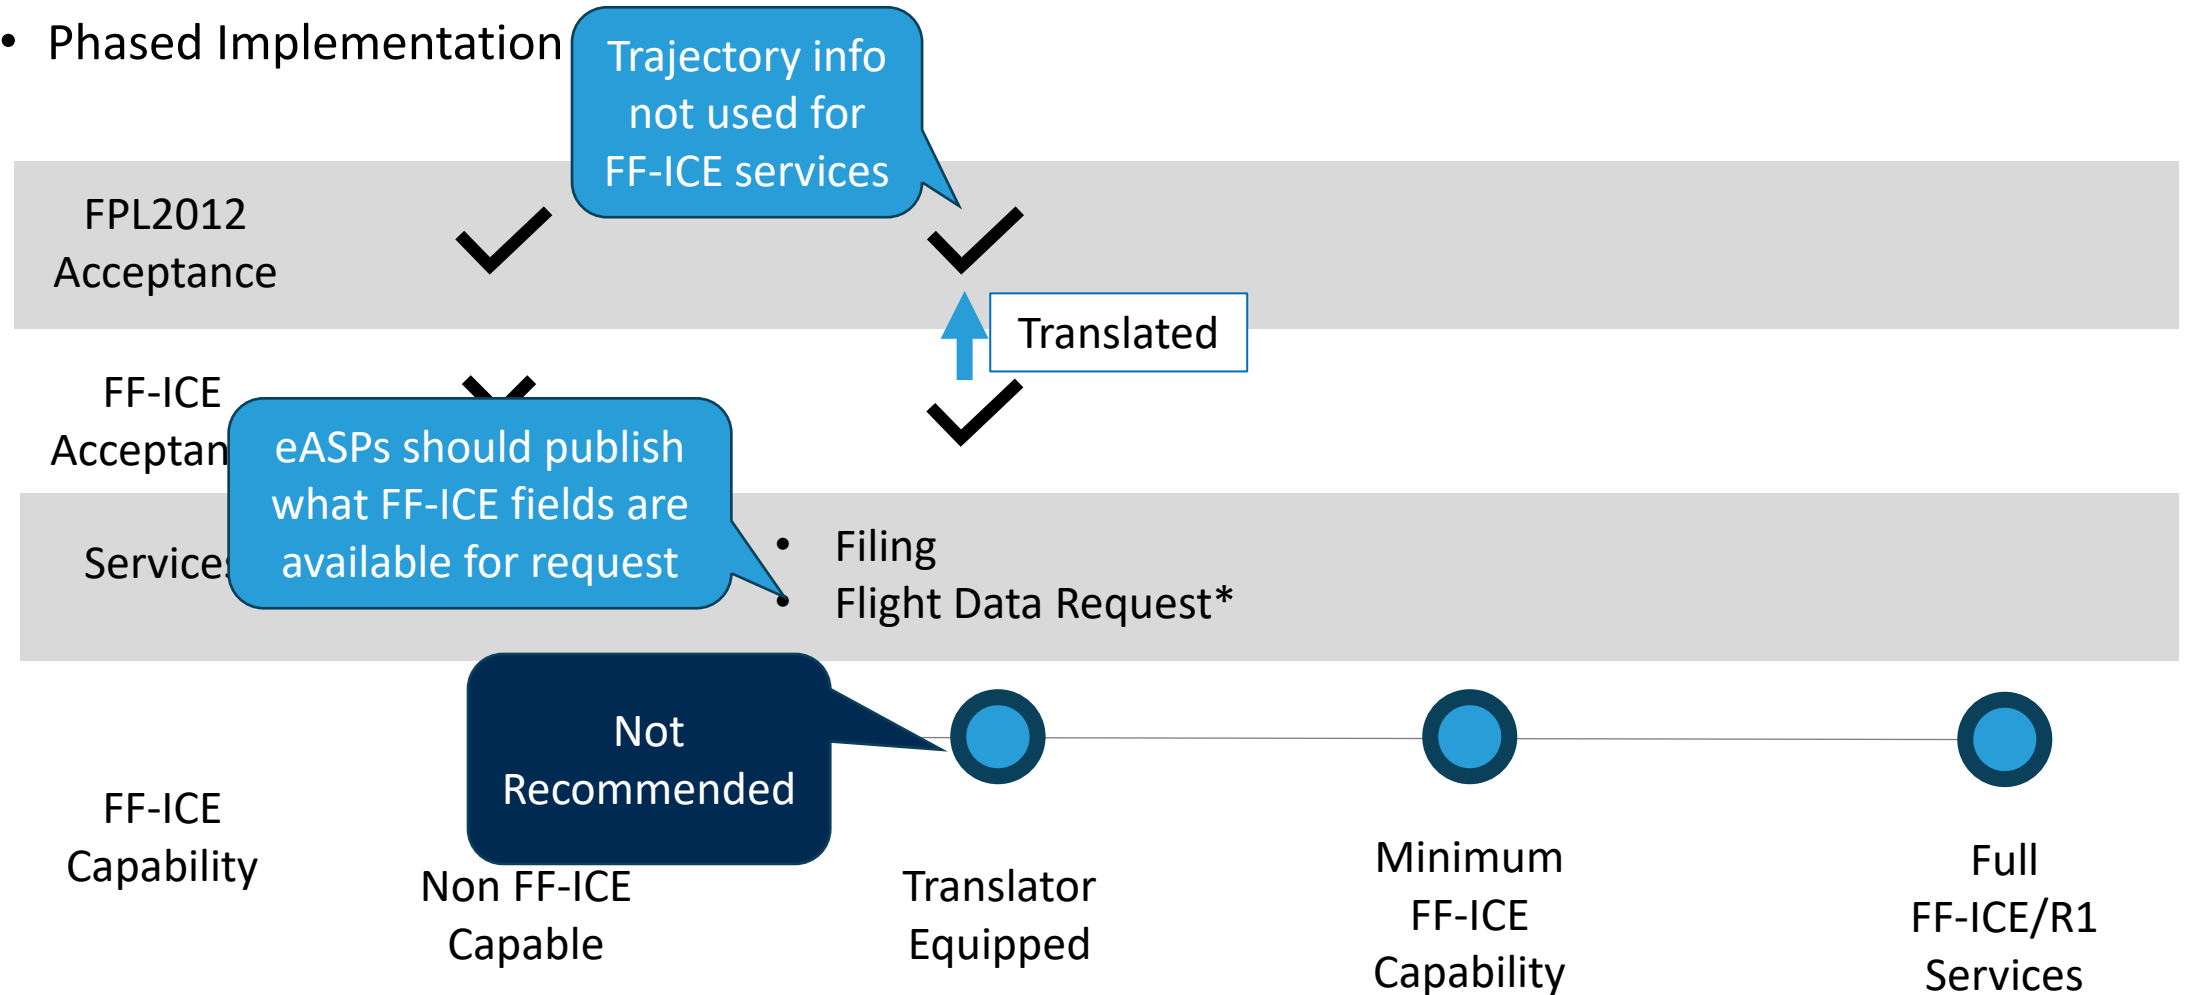 • Phased Implementation
Trajectory info
not used for
FF-ICE services
FPL2012
Acceptance
Translated
FF-ICE
Acceptan
eASPs should publish
what FF-ICE fields are
available for request
Services
• Filing
• Flight Data Request*
Not
Recommended
FF-ICE
Capability
Non FF-ICE
Capable
Translator
Equipped
Minimum
FF-ICE
Capability
Full
FF-ICE/R1
Services